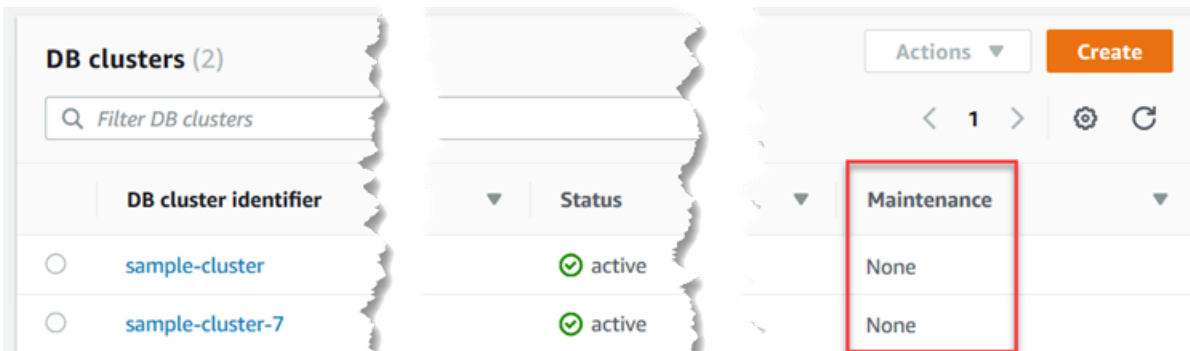 DB clusters (2)
Actions
Create
Filter DB clusters
1
DB cluster identifier Status Maintenance
sample-cluster active None
sample-cluster-7 active None